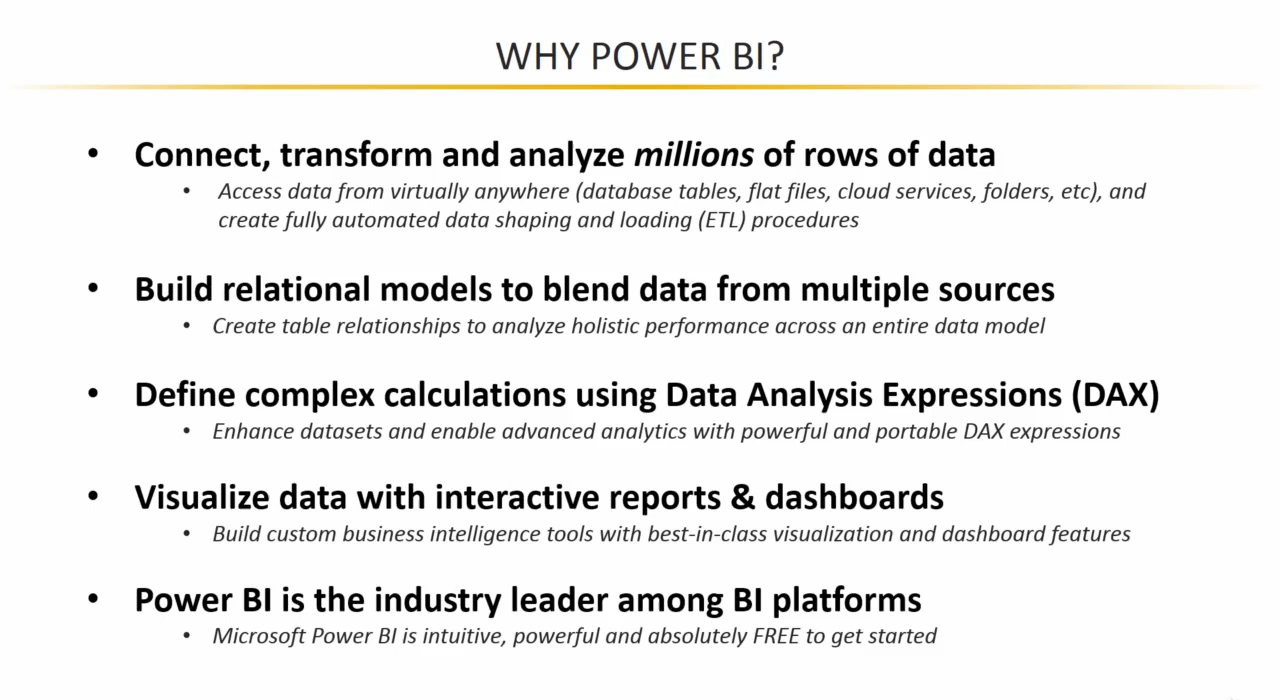 WHY POWER BI?
• Connect, transform and analyze millions of rows of data
• Access data from virtually anywhere (database tables, flat files, cloud services, folders, etc), and
create fully automated data shaping and loading (ETL) procedures
• Build relational models to blend data from multiple sources
• Create table relationships to analyze holistic performance across an entire data model
• Define complex calculations using Data Analysis Expressions (DAX)
• Enhance datasets and enable advanced analytics with powerful and portable DAX expressions
• Visualize data with interactive reports & dashboards
• Build custom business intelligence tools with best-in-class visualization and dashboard features
• Power BI is the industry leader among BI platforms
• Microsoft Power BI is intuitive, powerful and absolutely FREE to get started